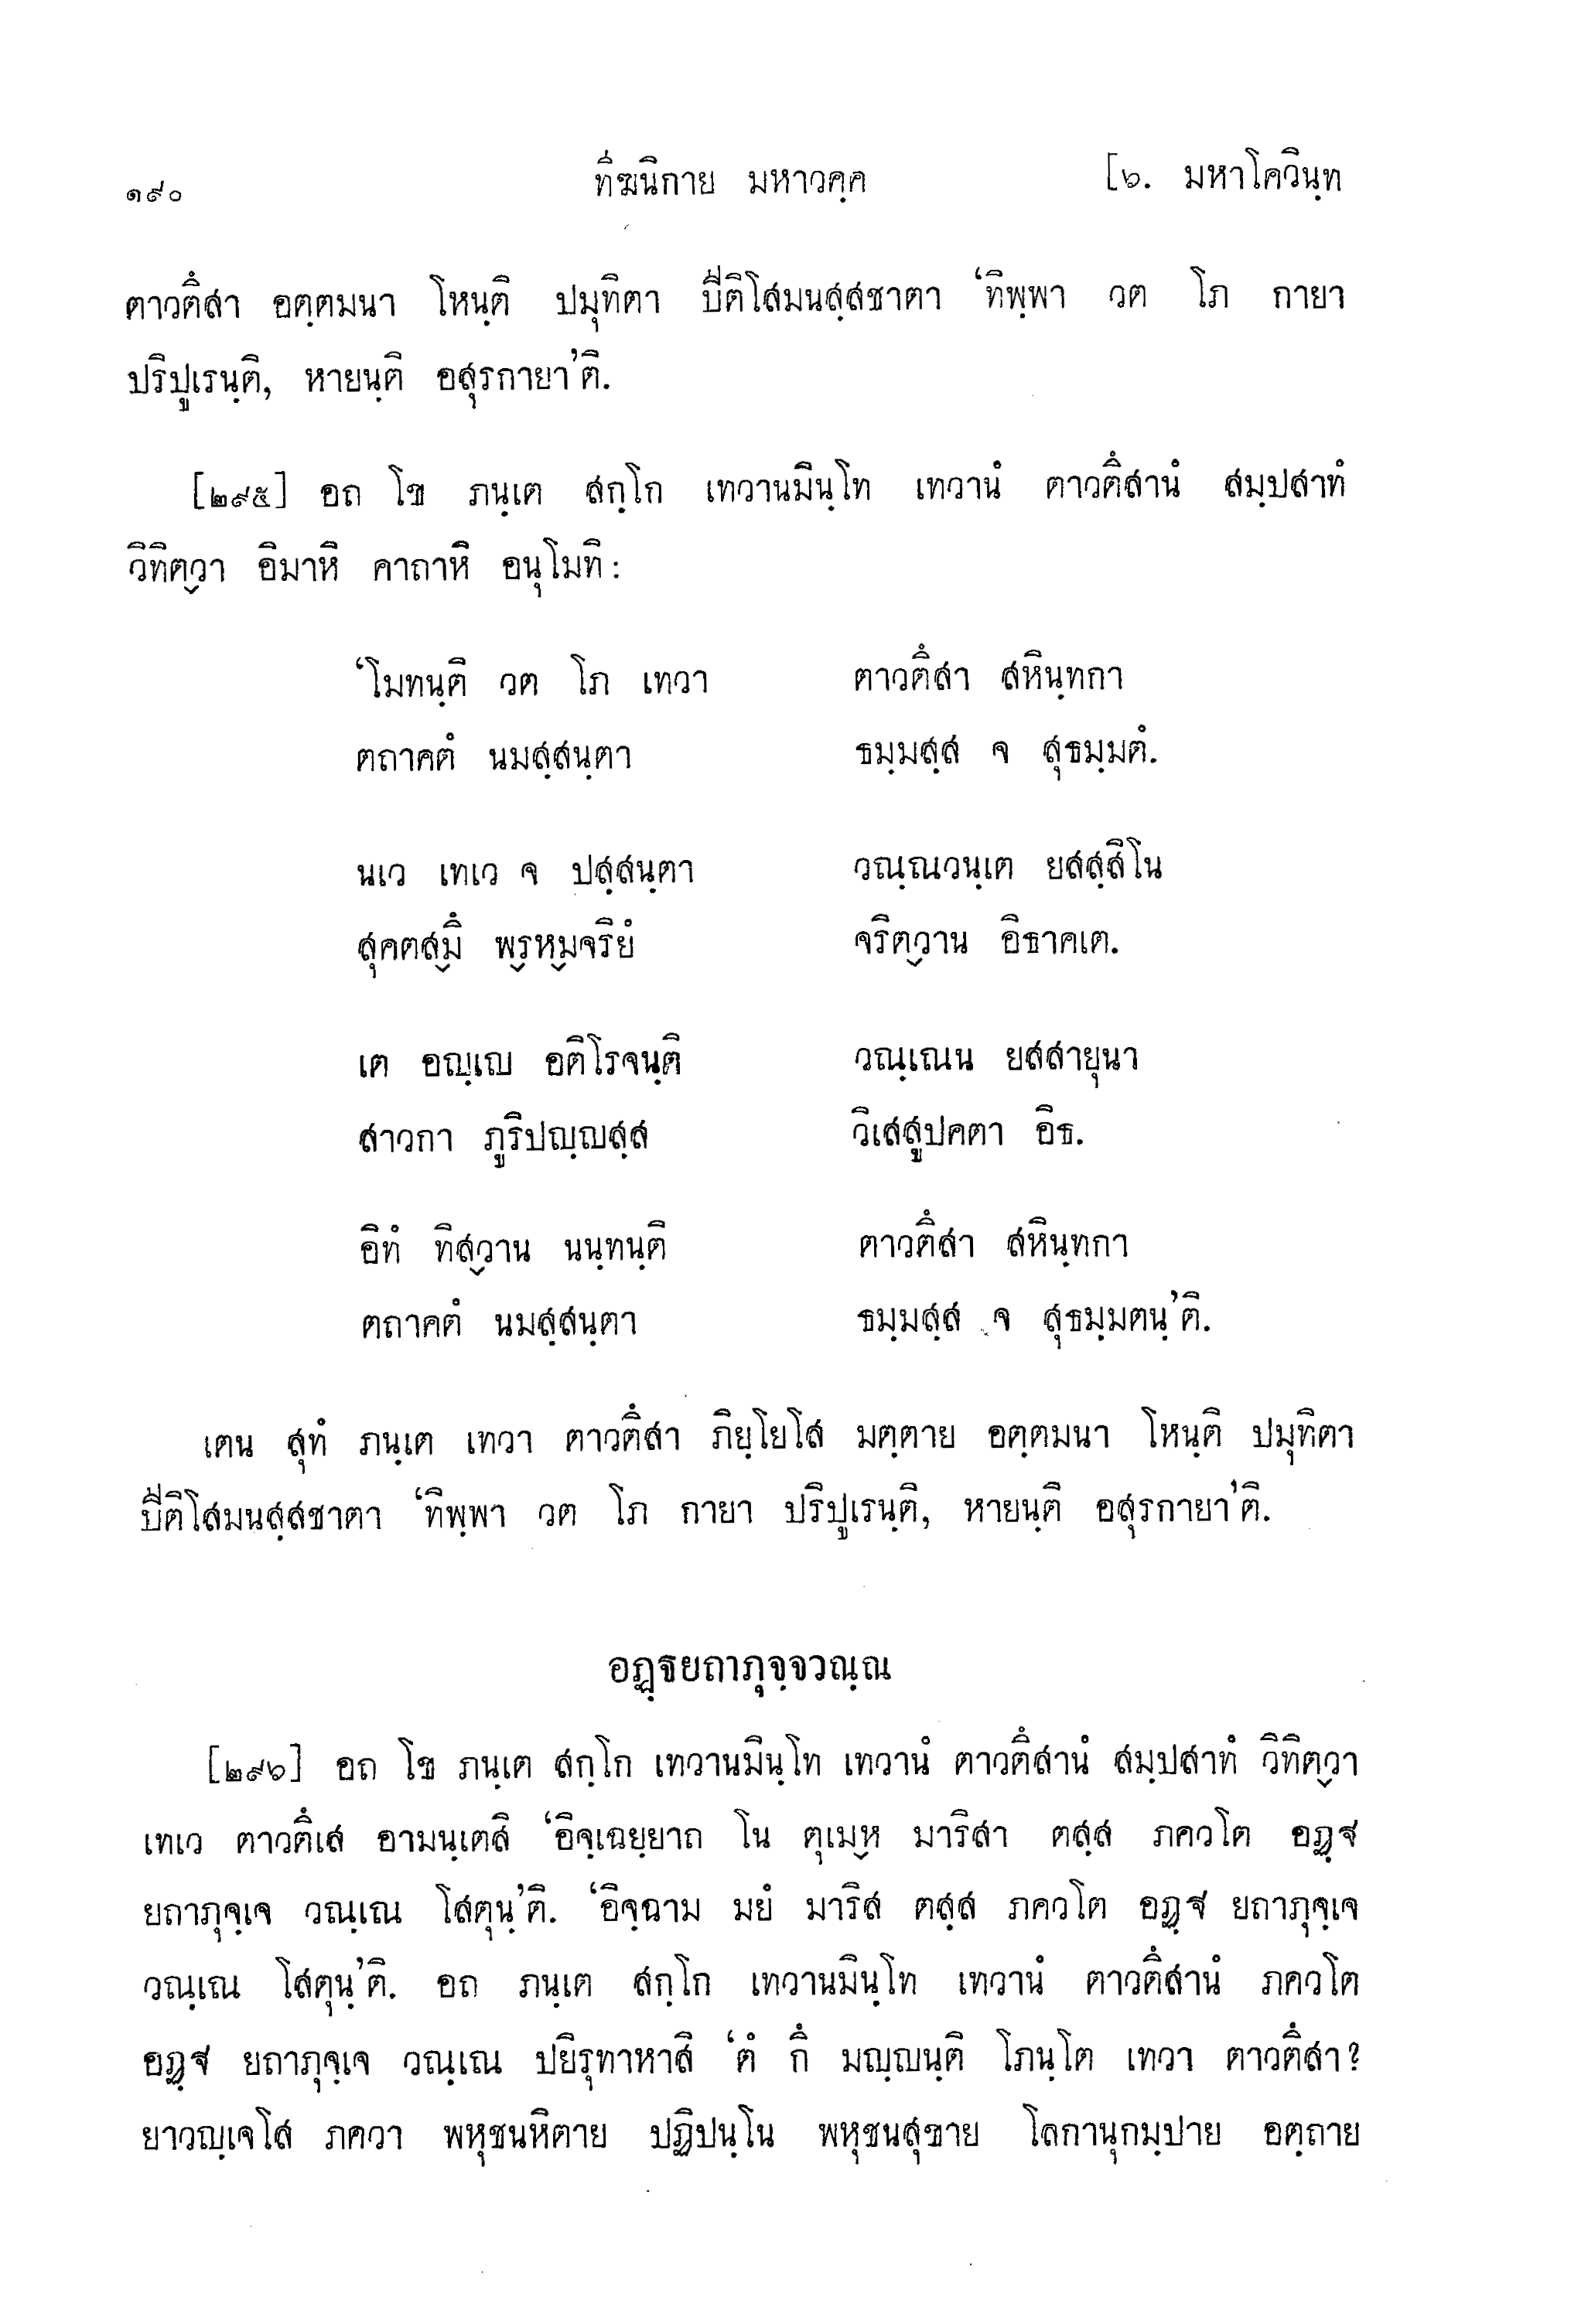 ๑๙๐ ทีฆนิกาย มหาวคฺค [๖. มหาโควินฺท
ตาวตึสา อตฺตมนา โหนฺติ ปมุทิตา ปีติโสมนสฺสชาตา ‘ทิพฺพา วต โภ กายา
ปริปูเรนฺติ, หายนฺติ อสุรกายา’ติ.
[๒๙๕] อถ โข ภนฺเต สกฺโก เทวานมินฺโท เทวานํ ตาวตึสานํ สมฺปสาทํ
วิทิตฺวา อิมาหิ คาถาหิ อนุโมทิ:
‘โมทนฺติ วต โภ เทวา ตาวตึสา สหินฺทกา
ตถาคตํ นมสฺสนฺตา ธมฺมสฺส จ สุธมฺมตํ.
นเว เทเว จ ปสฺสนฺตา วณฺณวนฺเต ยสสฺสิโน
สุคตสฺมึ พฺรหฺมจริยํ จริตฺวาน อิธาคเต.
เต อญฺเญ อติโรจนฺติ วณฺเณน ยสสายุนา
สาวกา ภูริปญฺญสฺส วิเสสูปคตา อิธ.
อิทํ ทิสฺวาน นนฺทนฺติ ตาวตึสา สหินฺทกา
ตถาคตํ นมสฺสนฺตา ธมฺมสฺส จ สุธมฺมตนฺ’ติ.
เตน สุทํ ภนฺเต เทวา ตาวตึสา ภิยฺโยโส มตฺตาย อตฺตมนา โหนฺติ ปมุทิตา
ปีติโสมนสฺสชาตา ‘ทิพฺพา วต โภ กายา ปริปูเรนฺติ, หายนฺติ อสุรกายา’ติ.
อฏฺฐยถาภุจฺจวณฺณ
[๒๙๖] อถ โข ภนฺเต สกฺโก เทวานมินฺโท เทวานํ ตาวตึสานํ สมฺปสาทํ วิทิตฺวา
เทเว ตาวตึเส อามนฺเตสิ ‘อิจฺเฉยฺยาถ โน ตุเมฺห มาริสา ตสฺส ภควโต อฏฺฐ
ยถาภุจฺเจ วณฺเณ โสตุนฺ’ติ. ‘อิจฺฉาม มยํ มาริส ตสฺส ภควโต อฏฺฐ ยถาภุจฺเจ
วณฺเณ โสตุนฺ’ติ. อถ ภนฺเต สกฺโก เทวานมินฺโท เทวานํ ตาวตึสานํ ภควโต
อฏฺฐ ยถาภุจฺเจ วณฺเณ ปยิรุทาหาสิ ‘ตํ กึ มญฺญนฺติ โภนฺโต เทวา ตาวตึสา?
ยาวญฺเจโส ภควา พหุชนหิตาย ปฏิปนฺโน พหุชนสุขาย โลกานุกมฺปาย อตฺถาย